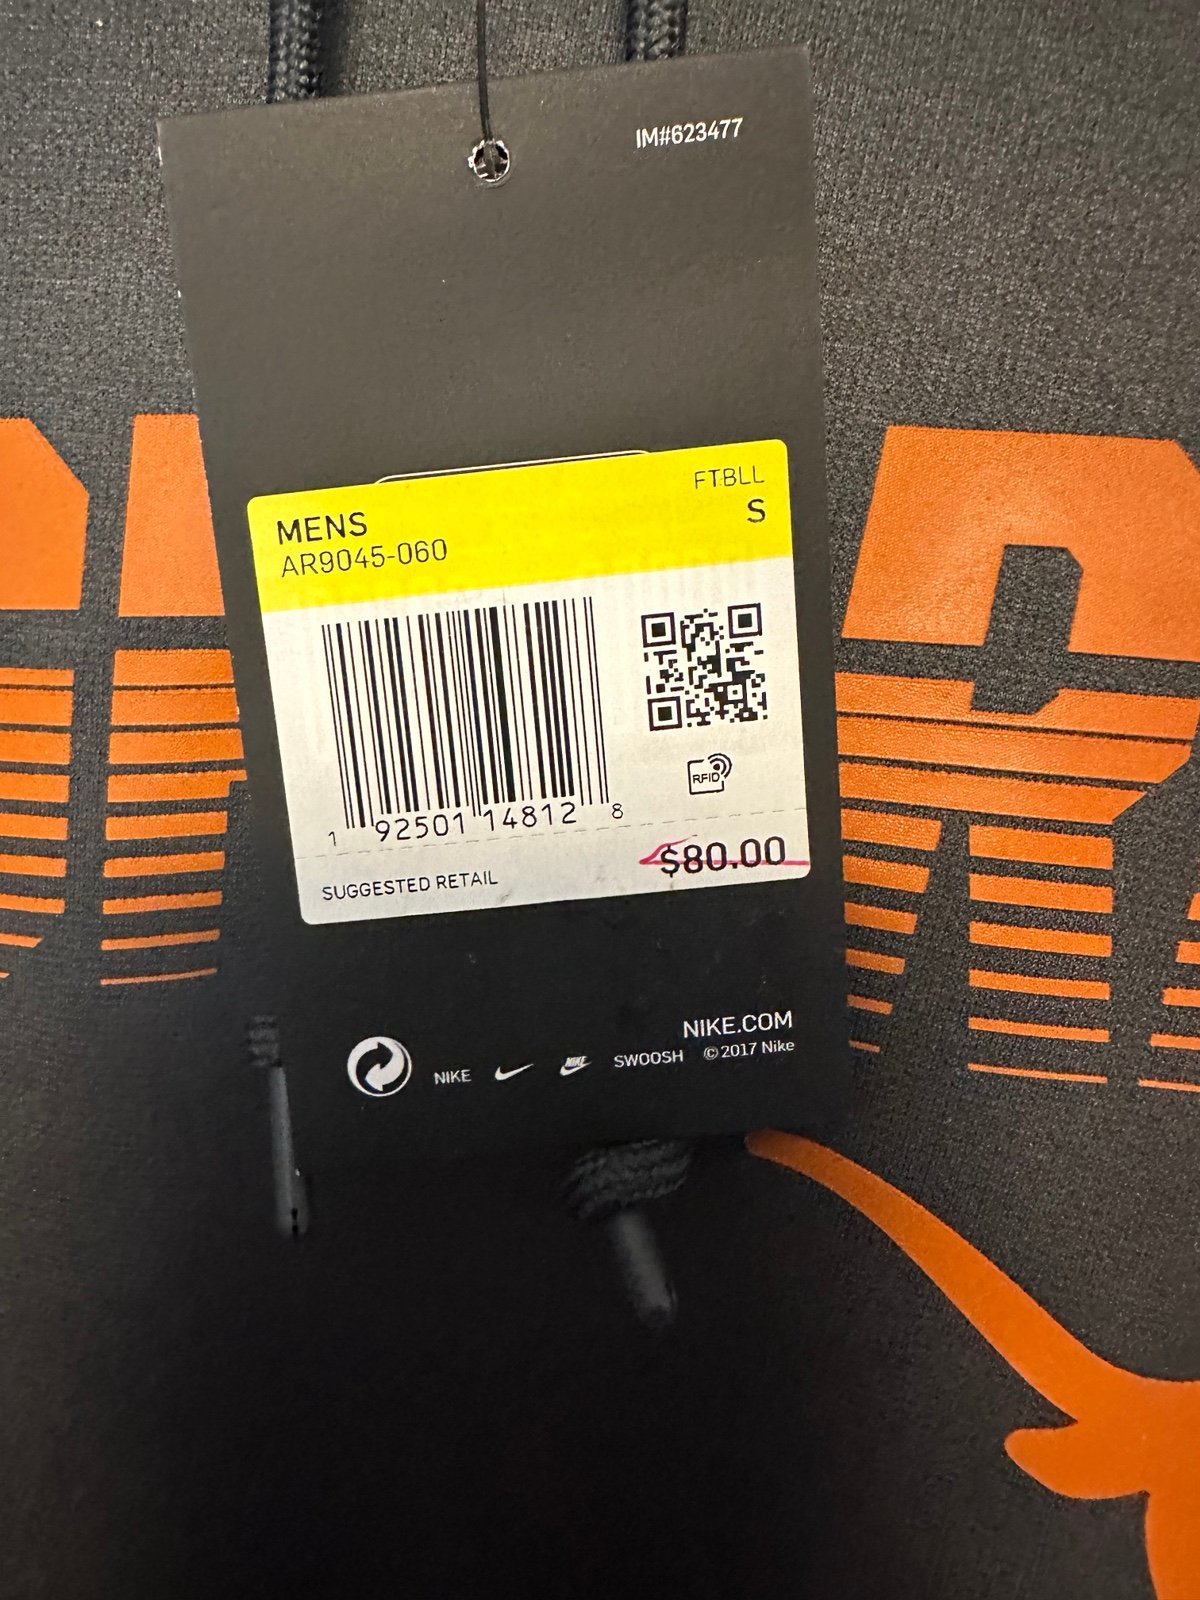 IM#623477
FTBLL
MENS S
AR9045-060
RFID
1 92501 14812 8
SUGGESTED RETAIL $80.00
NIKE.COM
NIKE NIKE SWOOSH © 2017 Nike